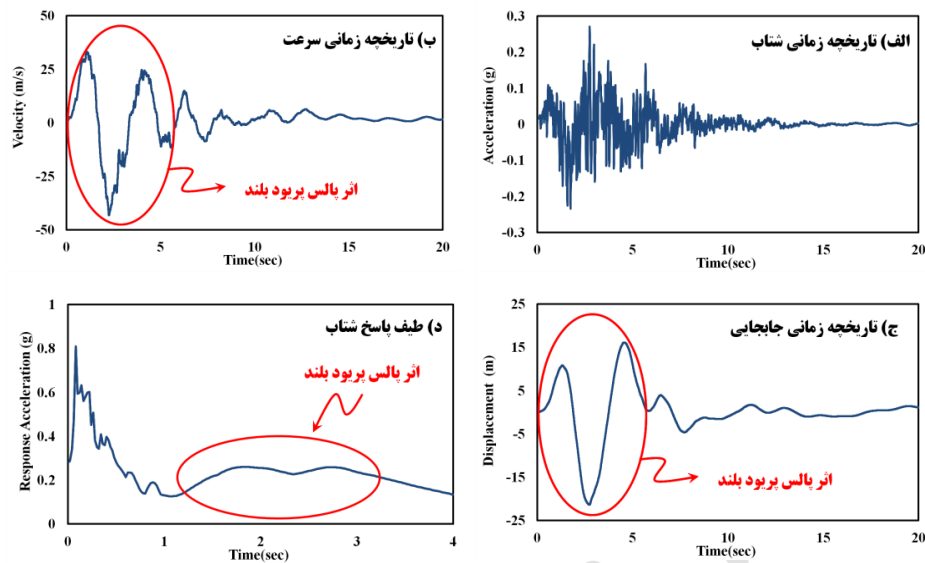 الف) تاریخچه زمانی شتاب
Acceleration (g)
0.3
0.2
0.1
0
-0.1
-0.2
-0.3
0
5
10
15
20
Time(sec)
ب) تاریخچه زمانی سرعت
Velocity (m/s)
50
25
0
-25
-50
اثر پالس پریود بلند
0
5
10
15
20
Time(sec)
ج) تاریخچه زمانی جابجایی
Displacement (m)
25
15
5
-5
-15
-25
اثر پالس پریود بلند
0
5
10
15
20
Time(sec)
د) طیف پاسخ شتاب
Response Acceleration (g)
1
0.8
0.6
0.4
0.2
0
اثر پالس پریود بلند
0
1
2
3
4
Time(sec)